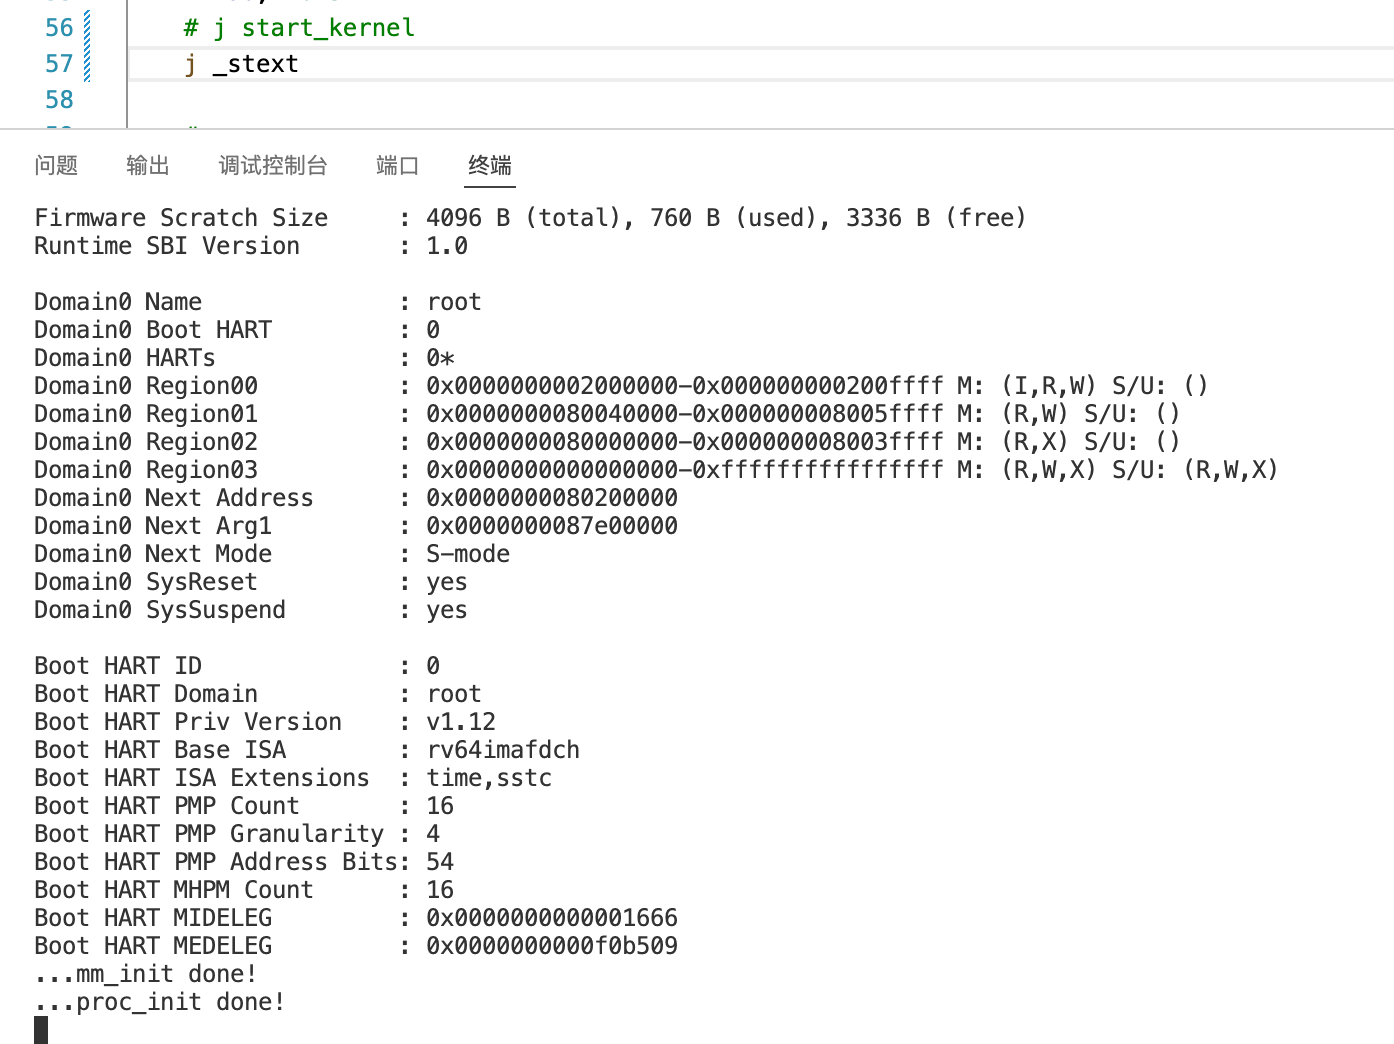 56 # j start_kernel
57 j _stext
58
问题 输出 调试控制台 端口 终端
Firmware Scratch Size : 4096 B (total), 760 B (used), 3336 B (free)
Runtime SBI Version : 1.0
Domain0 Name : root
Domain0 Boot HART : 0
Domain0 HARTs : 0*
Domain0 Region00 : 0x0000000002000000-0x000000000200ffff M: (I,R,W) S/U: ()
Domain0 Region01 : 0x0000000080040000-0x000000008005ffff M: (R,W) S/U: ()
Domain0 Region02 : 0x0000000080000000-0x000000008003ffff M: (R,X) S/U: ()
Domain0 Region03 : 0x0000000000000000-0xffffffffffffffff M: (R,W,X) S/U: (R,W,X)
Domain0 Next Address : 0x0000000080200000
Domain0 Next Arg1 : 0x0000000087e00000
Domain0 Next Mode : S-mode
Domain0 SysReset : yes
Domain0 SysSuspend : yes
Boot HART ID : 0
Boot HART Domain : root
Boot HART Priv Version : v1.12
Boot HART Base ISA : rv64imafdch
Boot HART ISA Extensions : time,sstc
Boot HART PMP Count : 16
Boot HART PMP Granularity : 4
Boot HART PMP Address Bits: 54
Boot HART MHPM Count : 16
Boot HART MIDELEG : 0x0000000000001666
Boot HART MEDELEG : 0x0000000000f0b509
...mm_init done!
...proc_init done!